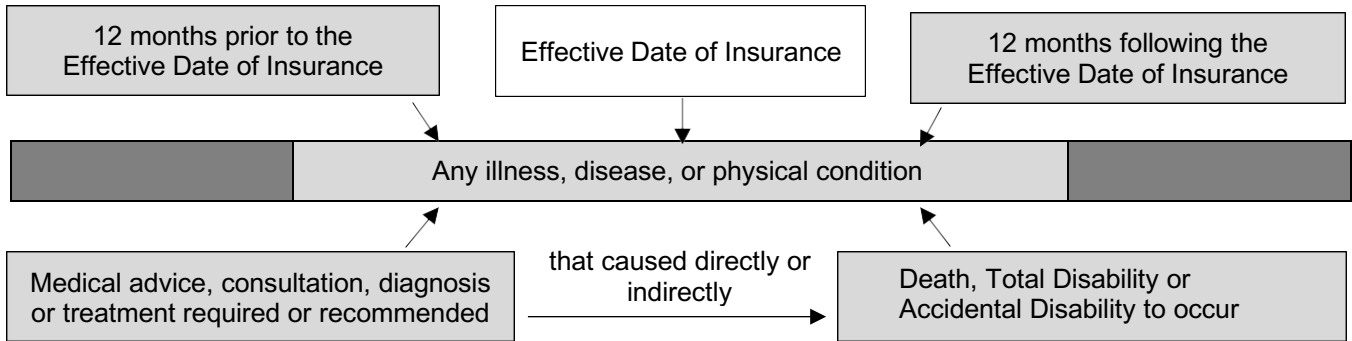 12 months prior to the
Effective Date of Insurance
Effective Date of Insurance
12 months following the
Effective Date of Insurance
Any illness, disease, or physical condition
Medical advice, consultation, diagnosis
or treatment required or recommended
that caused directly or
indirectly
Death, Total Disability or
Accidental Disability to occur